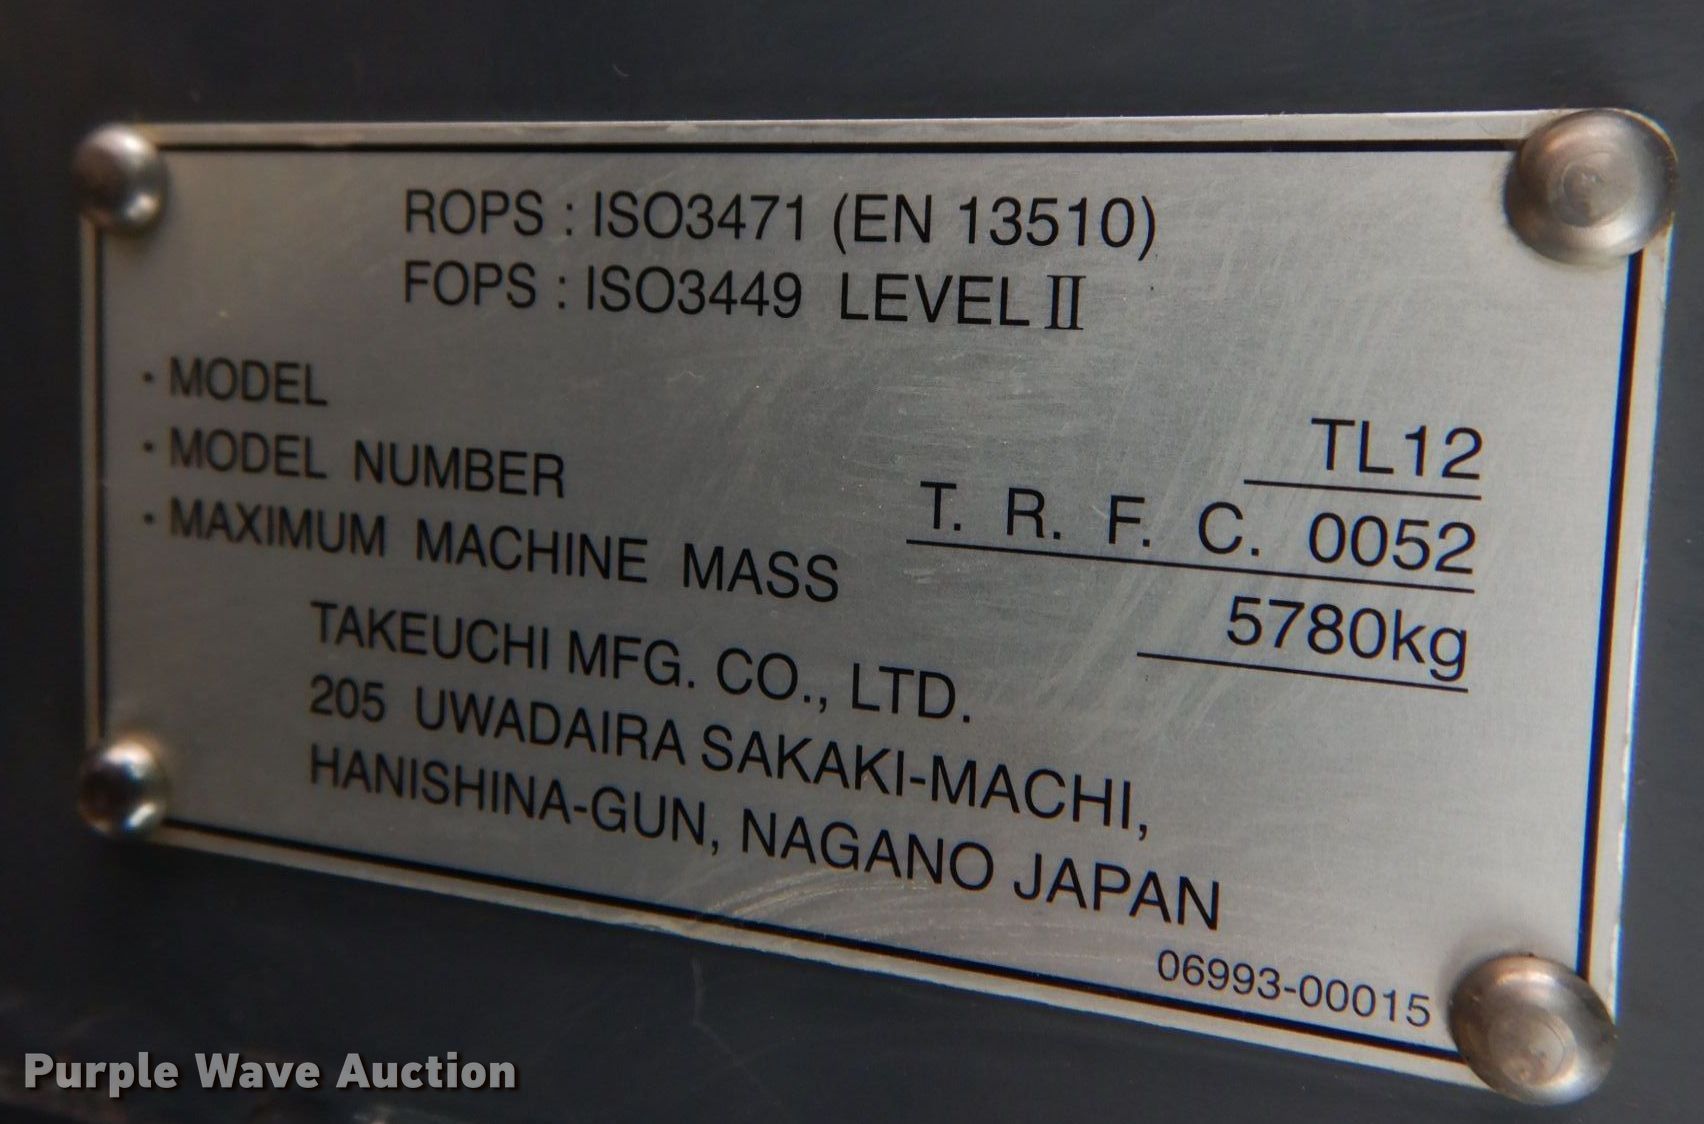 ROPS : ISO3471 (EN 13510)
FOPS : ISO3449 LEVEL II
· MODEL TL12
· MODEL NUMBER T. R. F. C. 0052
· MAXIMUM MACHINE MASS 5780kg
TAKEUCHI MFG. CO., LTD.
205 UWADAIRA SAKAKI-MACHI,
HANISHINA-GUN, NAGANO JAPAN
06993-00015
Purple Wave Auction